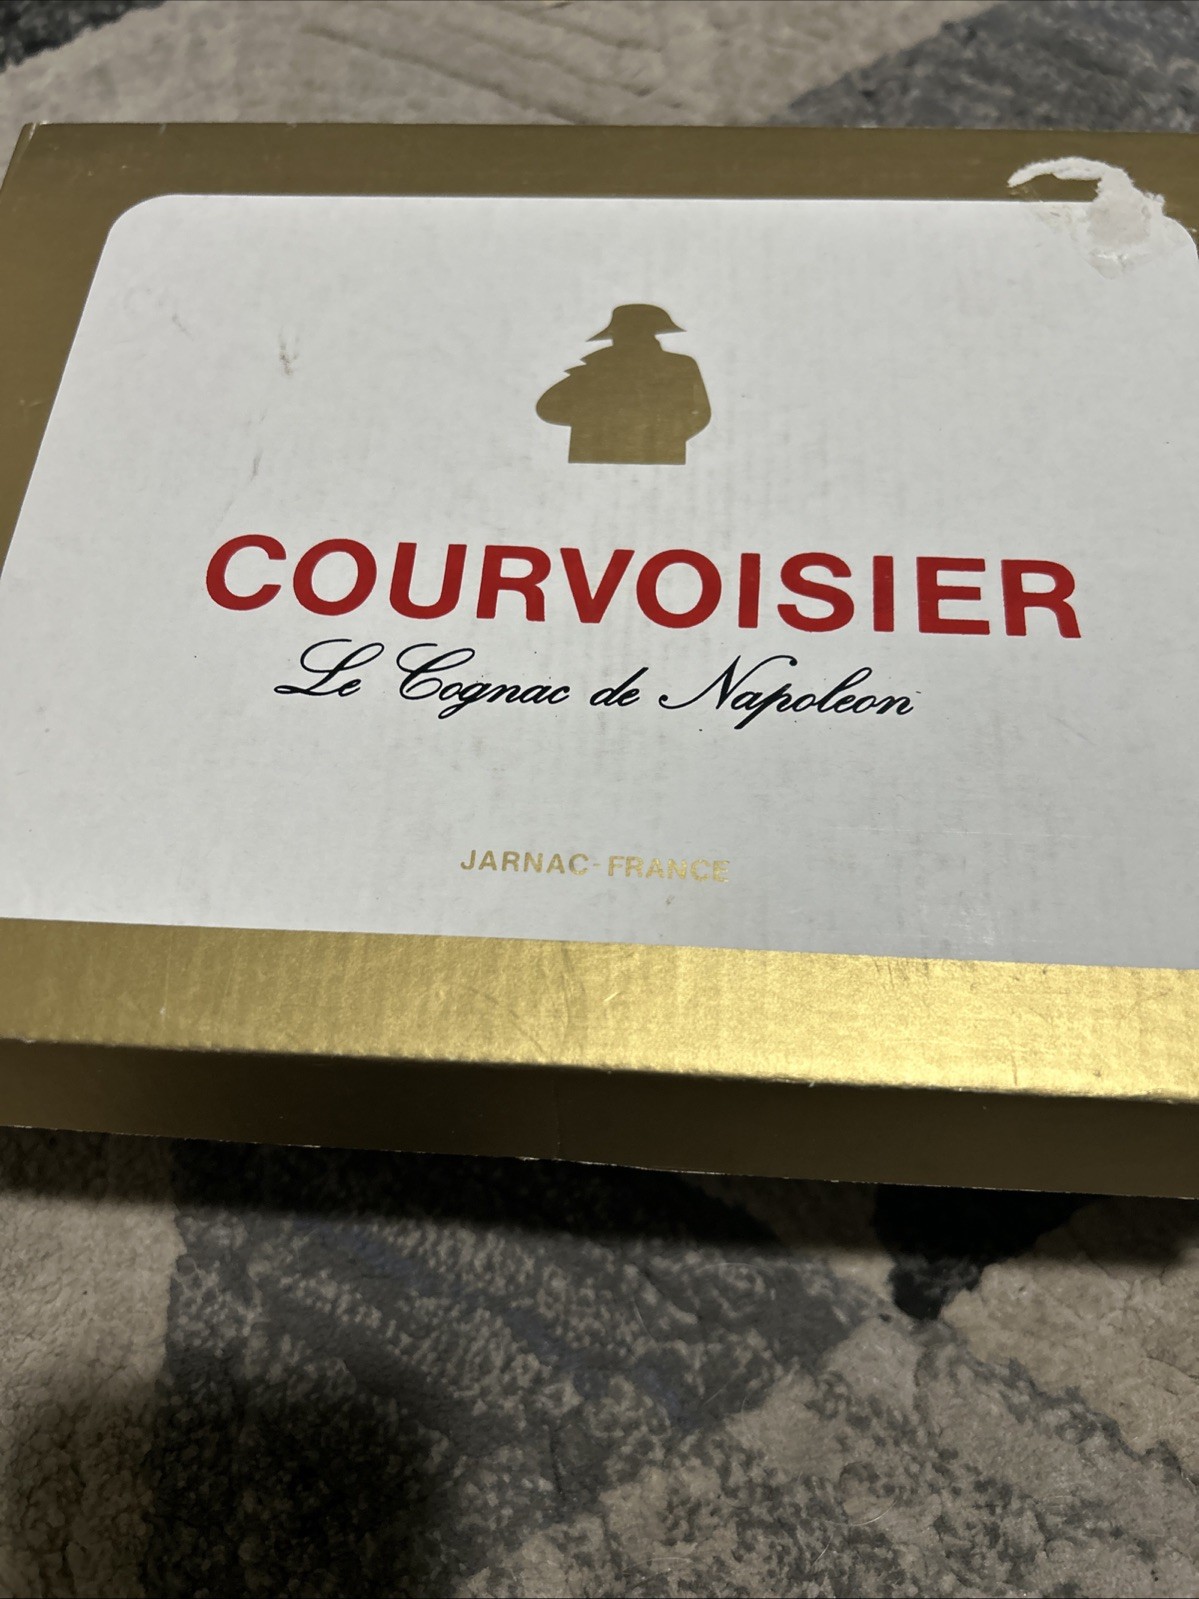 COURVOISIER
Le Cognac de Napoleon
JARNAC-FRANCE